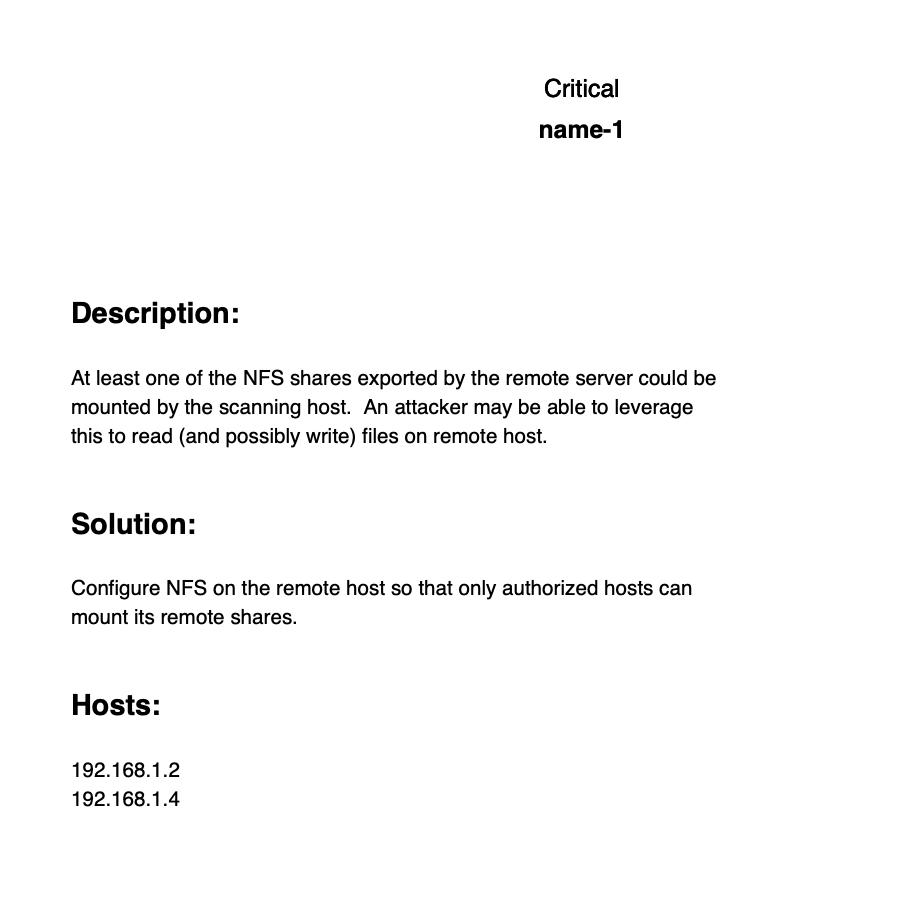 Critical
name-1
Description:
At least one of the NFS shares exported by the remote server could be
mounted by the scanning host.  An attacker may be able to leverage
this to read (and possibly write) files on remote host.
Solution:
Configure NFS on the remote host so that only authorized hosts can
mount its remote shares.
Hosts:
192.168.1.2
192.168.1.4